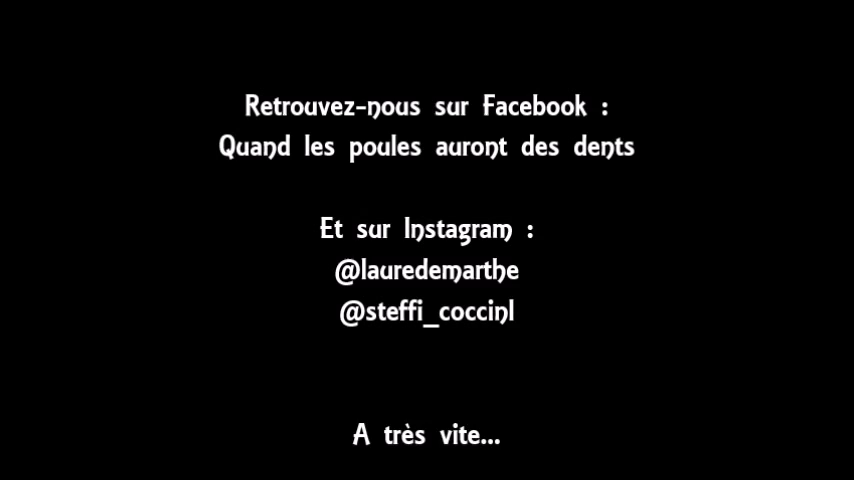 Retrouvez-nous sur Facebook :
Quand les poules auront des dents
Et sur Instagram :
@lauredemarthe
@steffi_coccinl
A très vite...